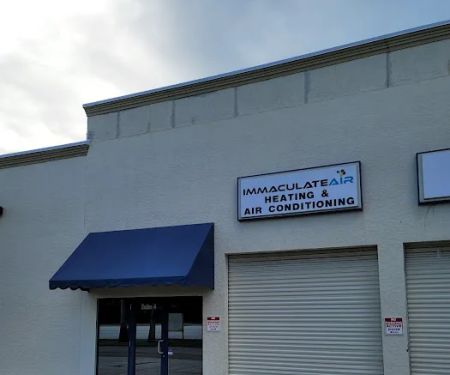 IMMACULATEAIR
HEATING &
AIR CONDITIONING